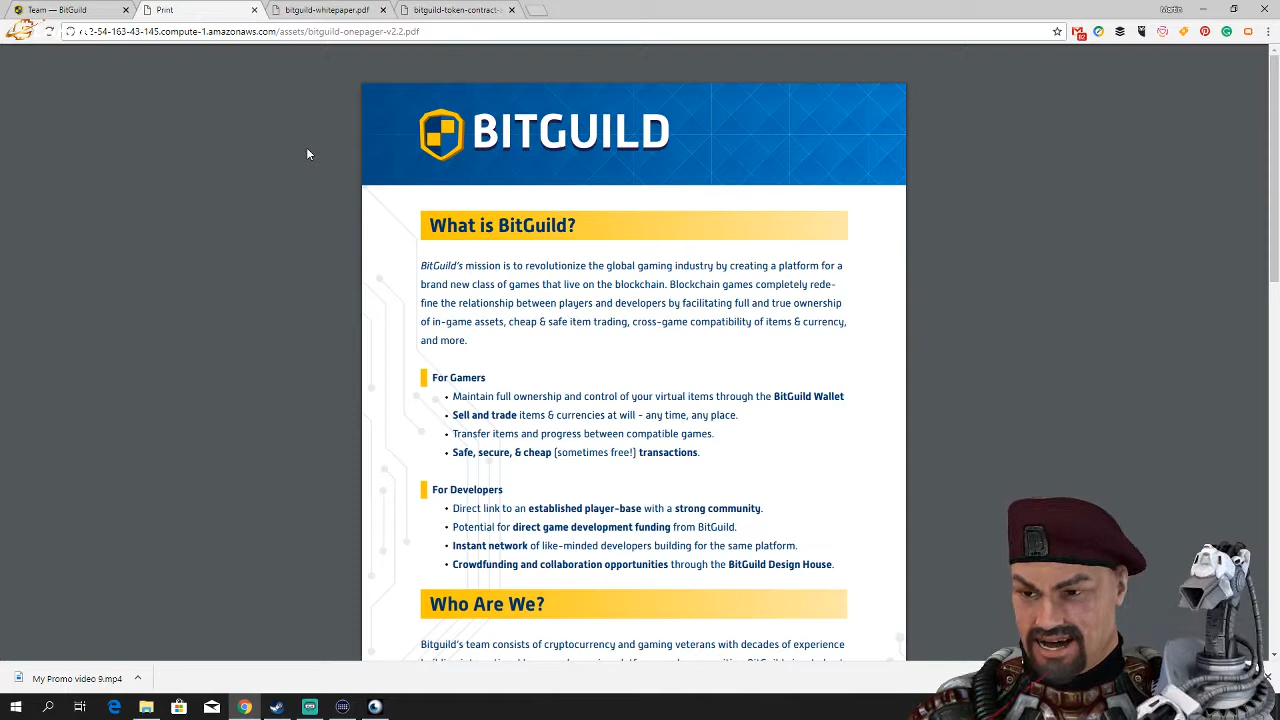 Team — BitGuild
Print
bitguild-whitepaper.pdf
bitguild-token-contract-
2-54-163-43-145.compute-1.amazonaws.com/assets/bitguild-onepager-v2.2.pdf
BITGUILD
What is BitGuild?
BitGuild's mission is to revolutionize the global gaming industry by creating a platform for a
brand new class of games that live on the blockchain. Blockchain games completely rede-
fine the relationship between players and developers by facilitating full and true ownership
of in-game assets, cheap & safe item trading, cross-game compatibility of items & currency,
and more.
For Gamers
• Maintain full ownership and control of your virtual items through the BitGuild Wallet
• Sell and trade items & currencies at will - any time, any place.
• Transfer items and progress between compatible games.
• Safe, secure, & cheap (sometimes free!) transactions.
For Developers
• Direct link to an established player-base with a strong community.
• Potential for direct game development funding from BitGuild.
• Instant network of like-minded developers building for the same platform.
• Crowdfunding and collaboration opportunities through the BitGuild Design House.
Who Are We?
Bitguild's team consists of cryptocurrency and gaming veterans with decades of experience
My Promo video 9.mp4